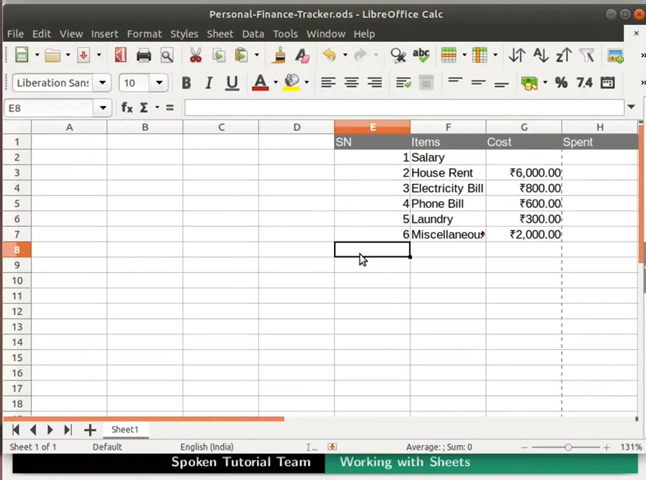 Personal-Finance-Tracker.ods - LibreOffice Calc
File Edit View Insert Format Styles Sheet Data Tools Window Help
Liberation Sans 10
E8
A B C D E F G H
1 SN Items Cost Spent
2 1 Salary
3 2 House Rent ₹6,000.00
4 3 Electricity Bill ₹800.00
5 4 Phone Bill ₹600.00
6 5 Laundry ₹300.00
7 6 Miscellaneou ₹2,000.00
8
9
10
11
12
13
14
15
16
17
18
Sheet1
Sheet 1 of 1 Default English (India) Average: ; Sum: 0 131%
Spoken Tutorial Team Working with Sheets